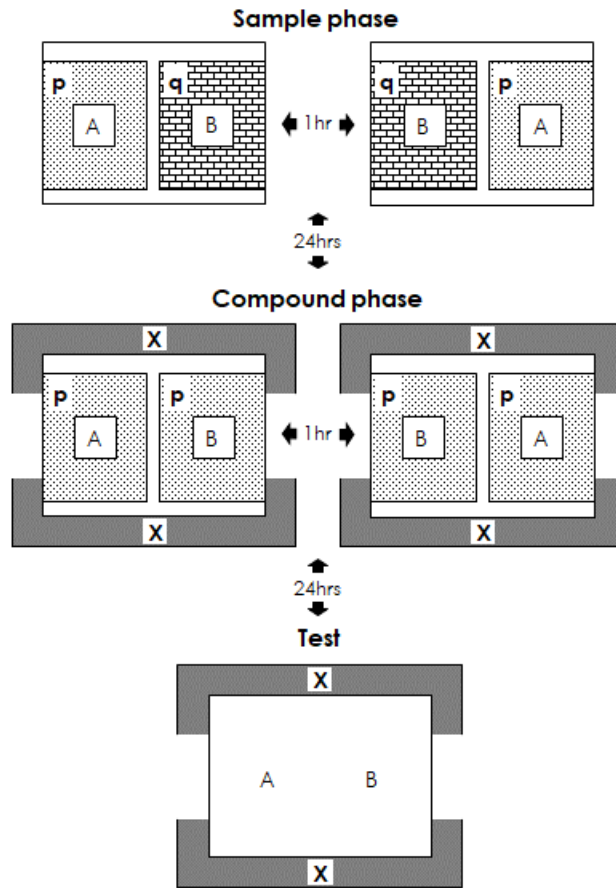 Sample phase
p q q p
A B 1hr B A
24hrs
Compound phase
X X
p p p p
A B 1hr B A
X X
24hrs
Test
X
A B
X